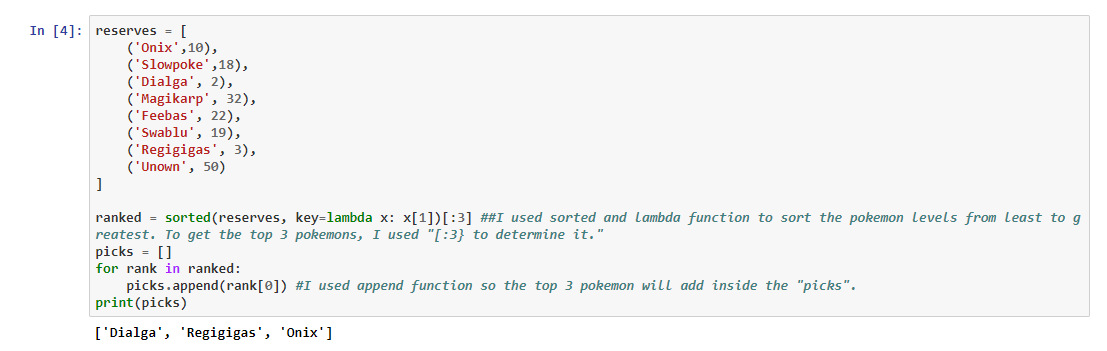 In [4]: reserves = [
    ('Onix',10),
    ('Slowpoke',18),
    ('Dialga', 2),
    ('Magikarp', 32),
    ('Feebas', 22),
    ('Swablu', 19),
    ('Regigigas', 3),
    ('Unown', 50)
]
ranked = sorted(reserves, key=lambda x: x[1])[:3] ##I used sorted and lambda function to sort the pokemon levels from least to g
reatest. To get tbe top 3 pokemons, I used "[:3} to determine it."
picks = []
for rank in ranked:
    picks.append(rank[0]) #I used append function so the top 3 pokemon will add inside the "picks".
print(picks)
['Dialga', 'Regigigas', 'Onix']